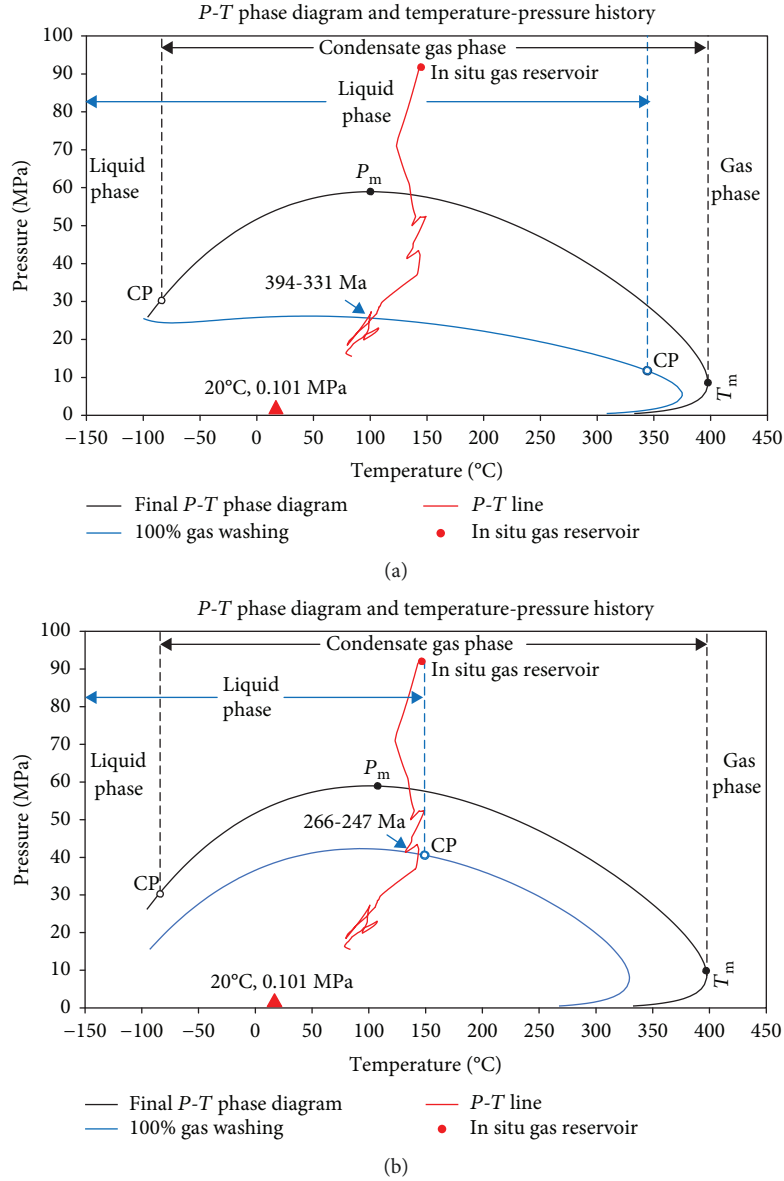 P-T phase diagram and temperature-pressure history
100
90
80
70
60
50
40
30
20
10
0
Pressure (MPa)
Condensate gas phase
In situ gas reservoir
Liquid
phase
Liquid
phase
Pm
Gas
phase
CP
394-331 Ma
CP
20°C, 0.101 MPa
Tm
−150 −100 −50 0 50 100 150 200 250 300 350 400 450
Temperature (°C)
Final P-T phase diagram
P-T line
100% gas washing
In situ gas reservoir
(a)
P-T phase diagram and temperature-pressure history
100
90
80
70
60
50
40
30
20
10
0
Pressure (MPa)
Condensate gas phase
In situ gas reservoir
Liquid
phase
Liquid
phase
Pm
Gas
phase
266-247 Ma
CP
CP
20°C, 0.101 MPa
Tm
−150 −100 −50 0 50 100 150 200 250 300 350 400 450
Temperature (°C)
Final P-T phase diagram
P-T line
100% gas washing
In situ gas reservoir
(b)